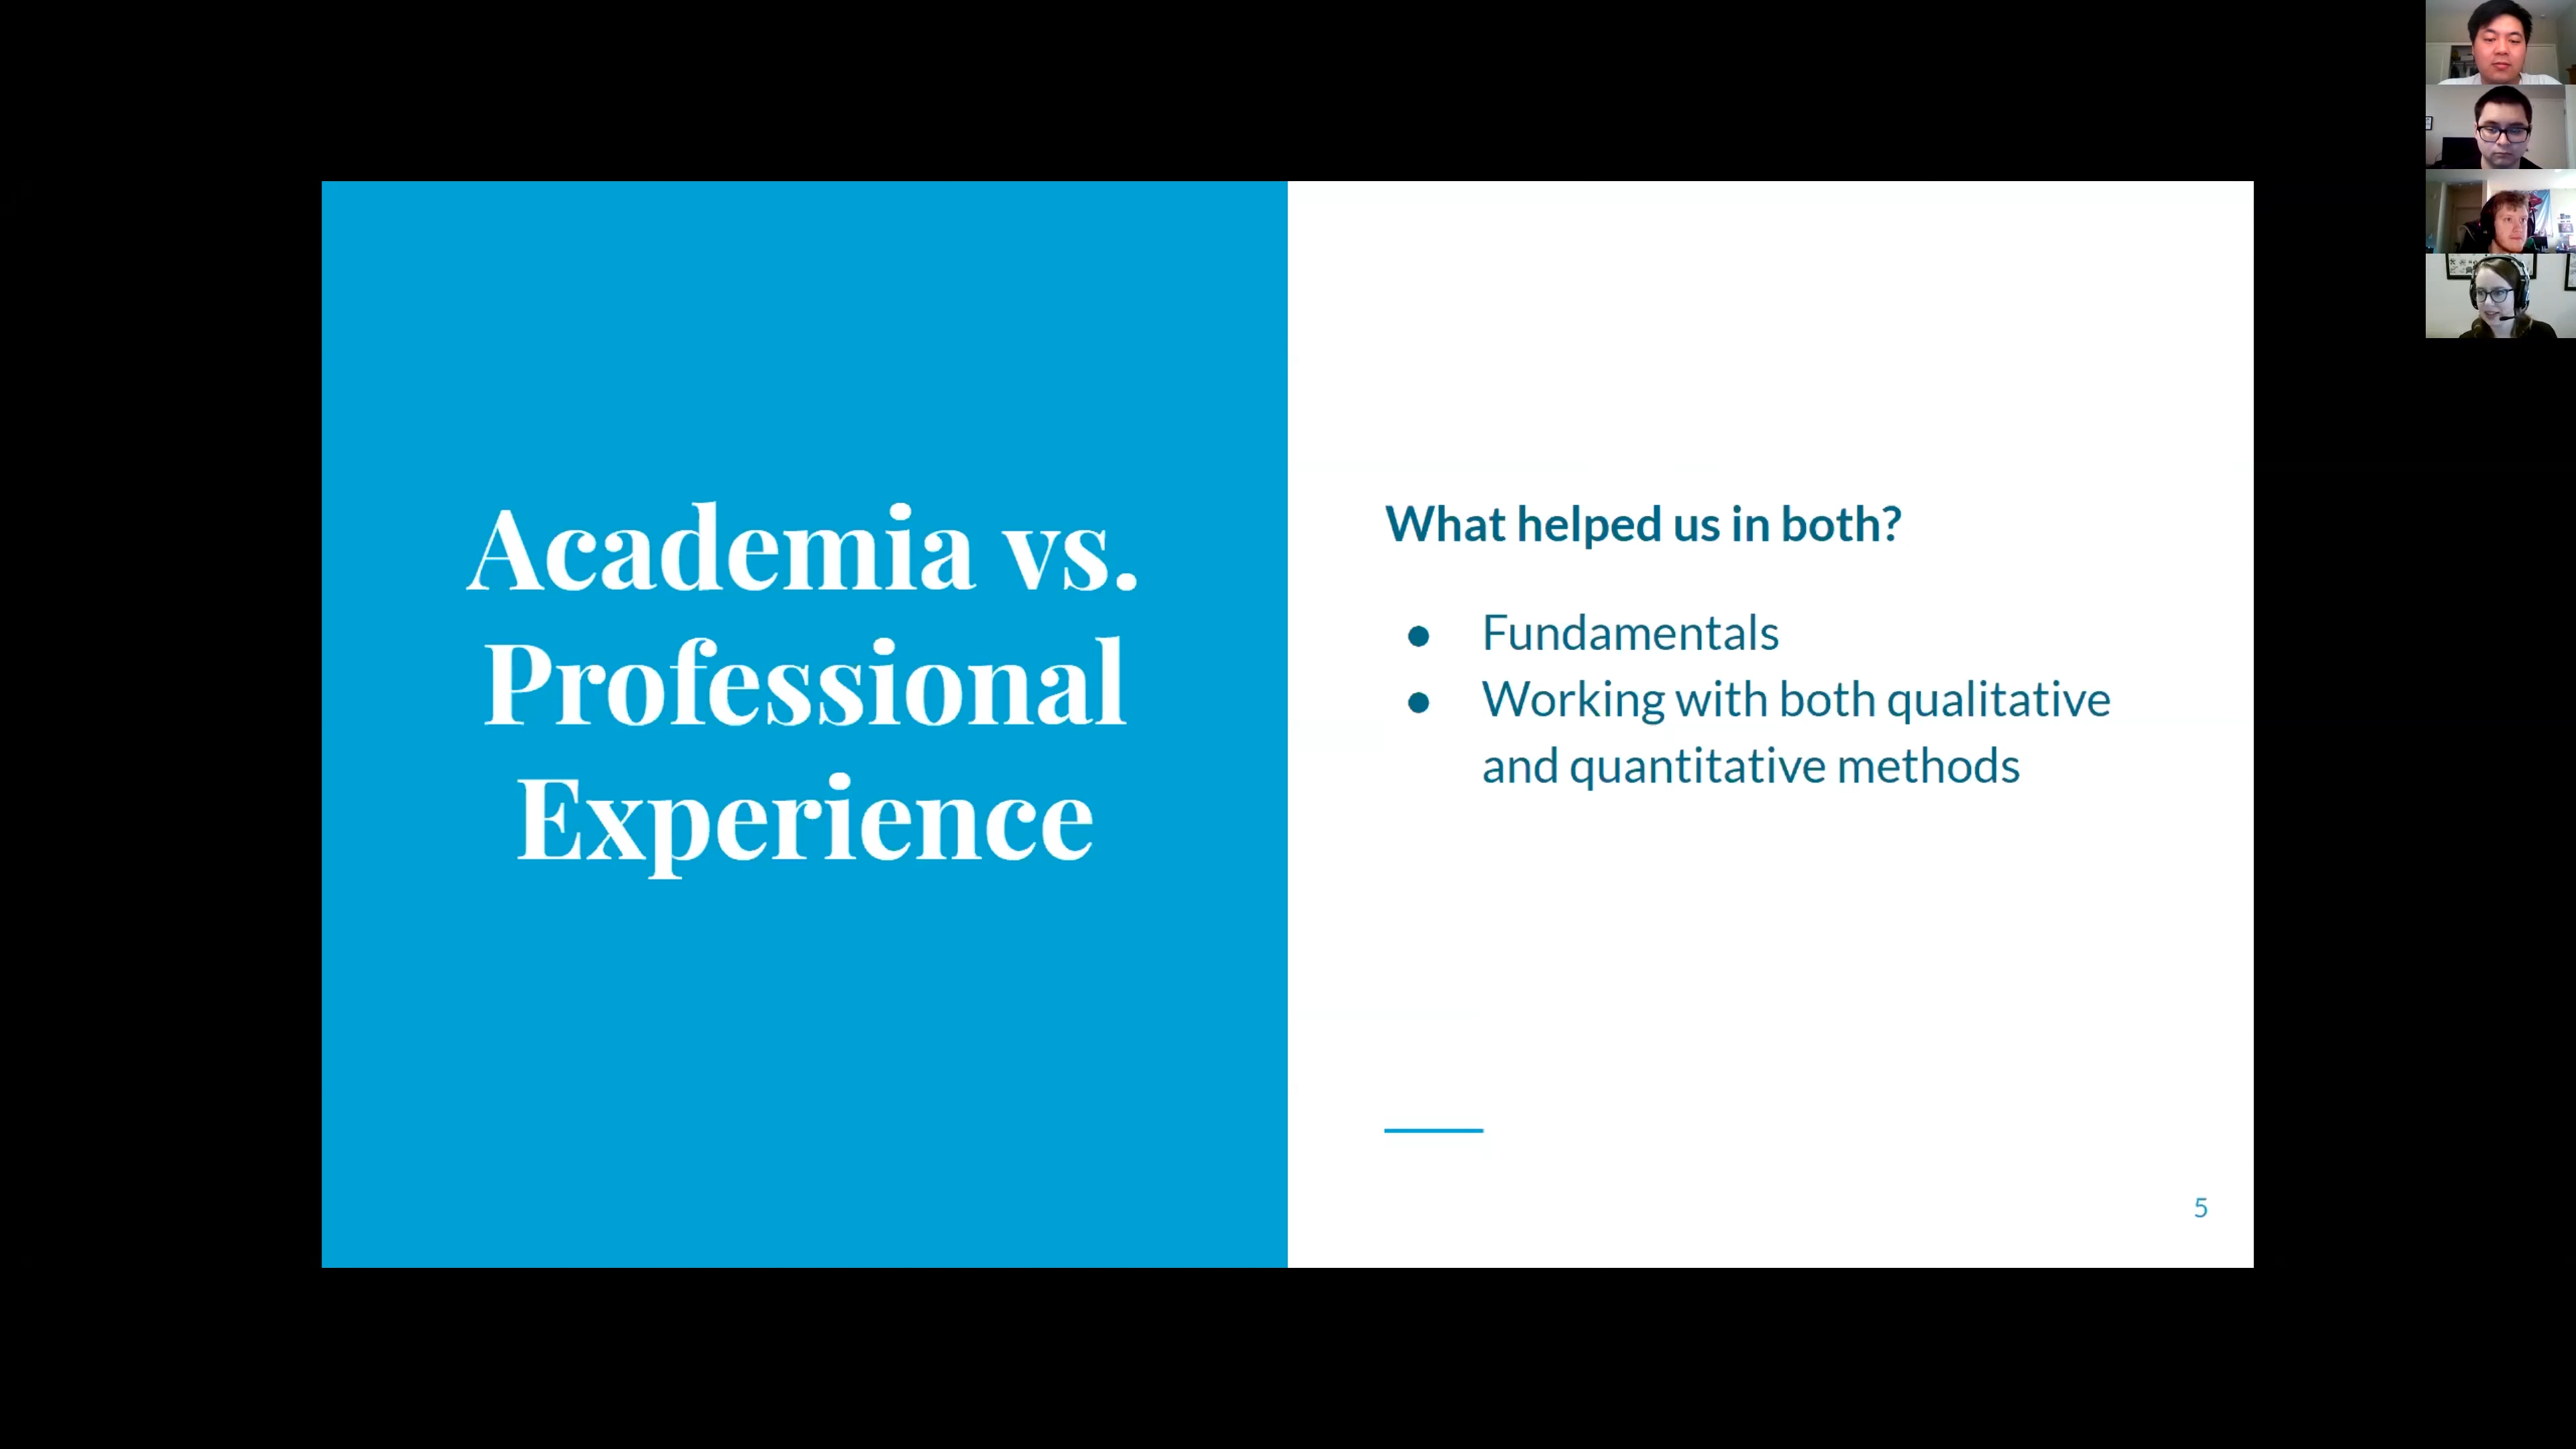 Academia vs.
Professional
Experience
What helped us in both?
● Fundamentals
● Working with both qualitative
and quantitative methods
5